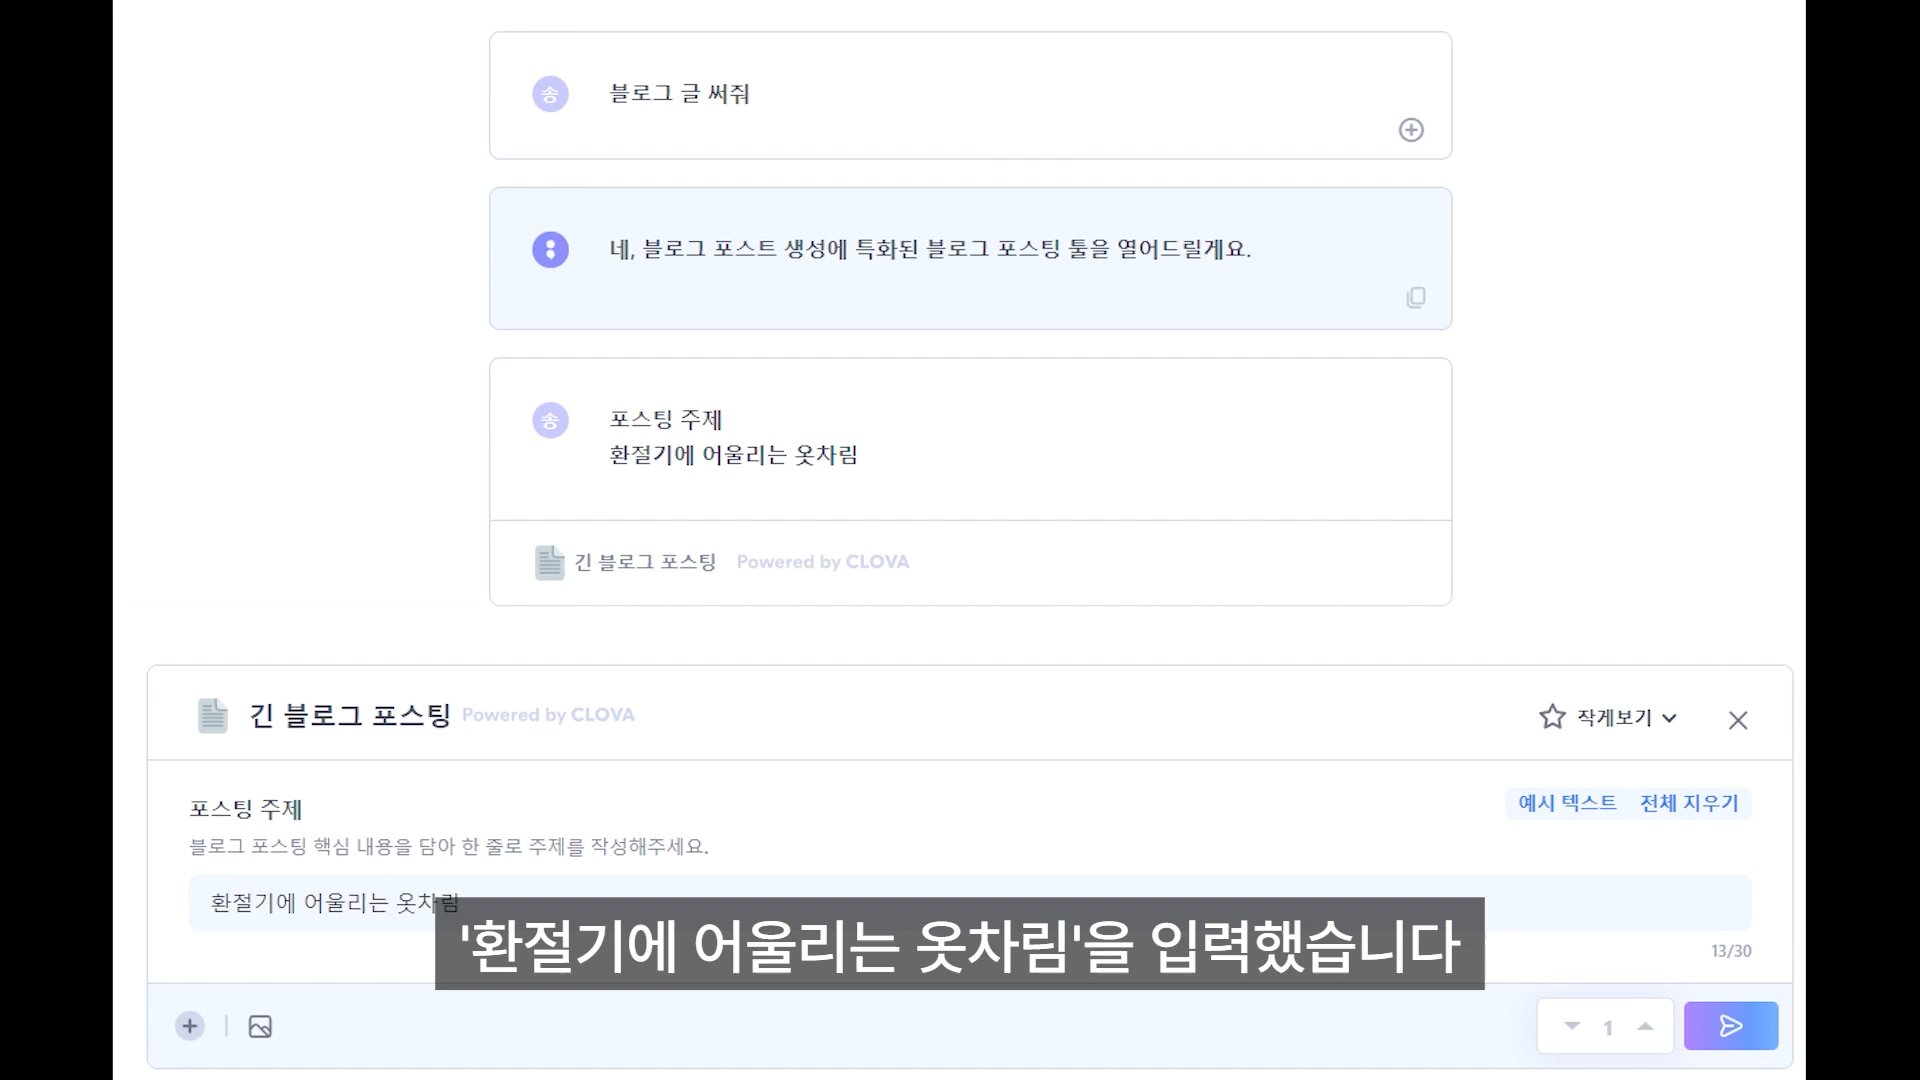 송
블로그 글 써줘
네, 블로그 포스트 생성에 특화된 블로그 포스팅 툴을 열어드릴게요.
송
포스팅 주제
환절기에 어울리는 옷차림
긴 블로그 포스팅 Powered by CLOVA
긴 블로그 포스팅 Powered by CLOVA
작게보기
포스팅 주제
예시 텍스트 전체 지우기
블로그 포스팅 핵심 내용을 담아 한 줄로 주제를 작성해주세요.
환절기에 어울리는 옷차림
'환절기에 어울리는 옷차림'을 입력했습니다
13/30
1